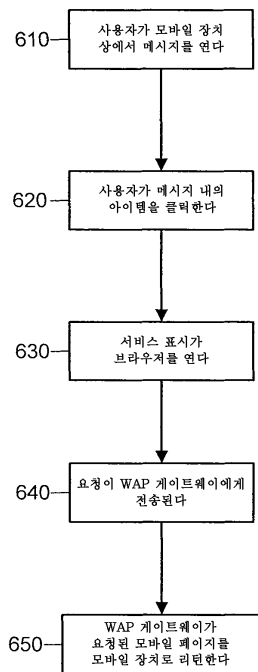 610
사용자가 모바일 장치
상에서 메시지를 연다
620
사용자가 메시지 내의
아이템을 클릭한다
630
서비스 표시가
브라우저를 연다
640
요청이 WAP 게이트웨이에게
전송된다
650
WAP 게이트웨이가
요청된 모바일 페이지를
모바일 장치로 리턴한다